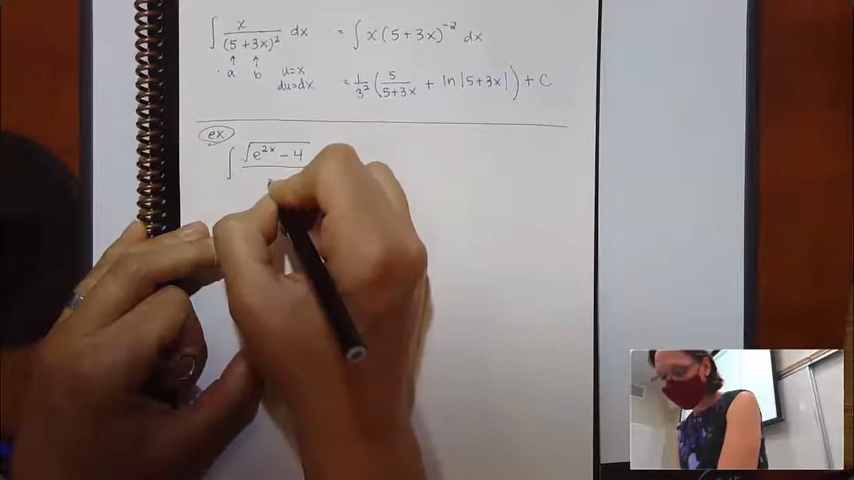 ∫ x/(5+3x)² dx = ∫ x(5+3x)⁻² dx
↑ a ↑ b u=x
du=dx = 1/3² (5/(5+3x) + ln|5+3x|) + C
ex
∫ √(e²ˣ - 4)